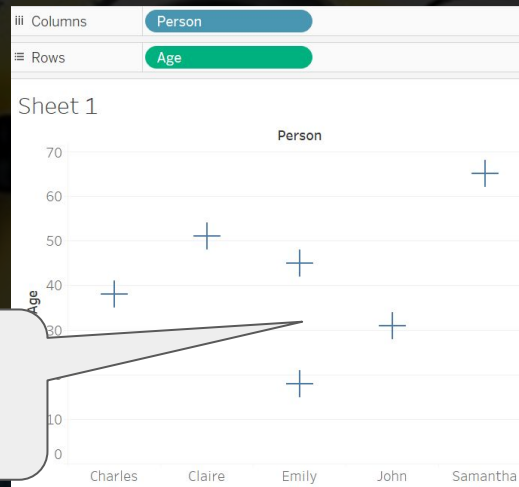 Columns
Person
Rows
Age
Sheet 1
Person
70
60
50
40
30
10
0
Age
Charles
Claire
Emily
John
Samantha